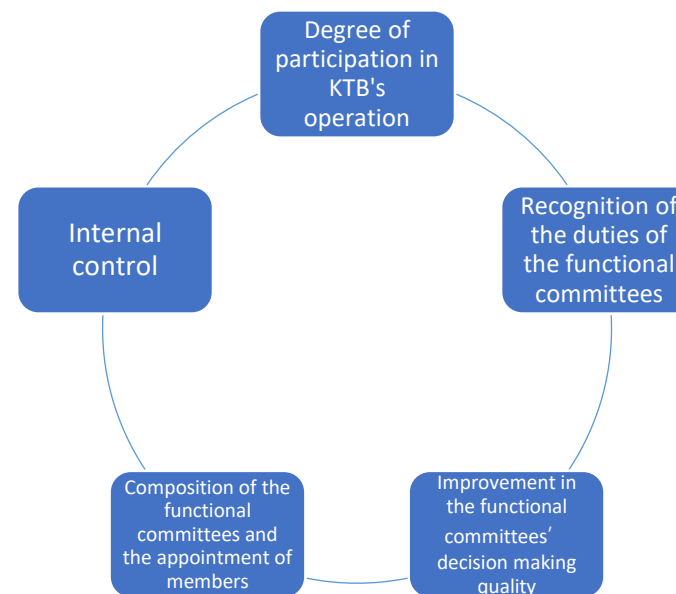 Degree of
participation in
KTB's
operation
Recognition of
the duties of
the functional
committees
Improvement in
the functional
committees’
decision making
quality
Composition of the
functional
committees and
the appointment of
members
Internal
control